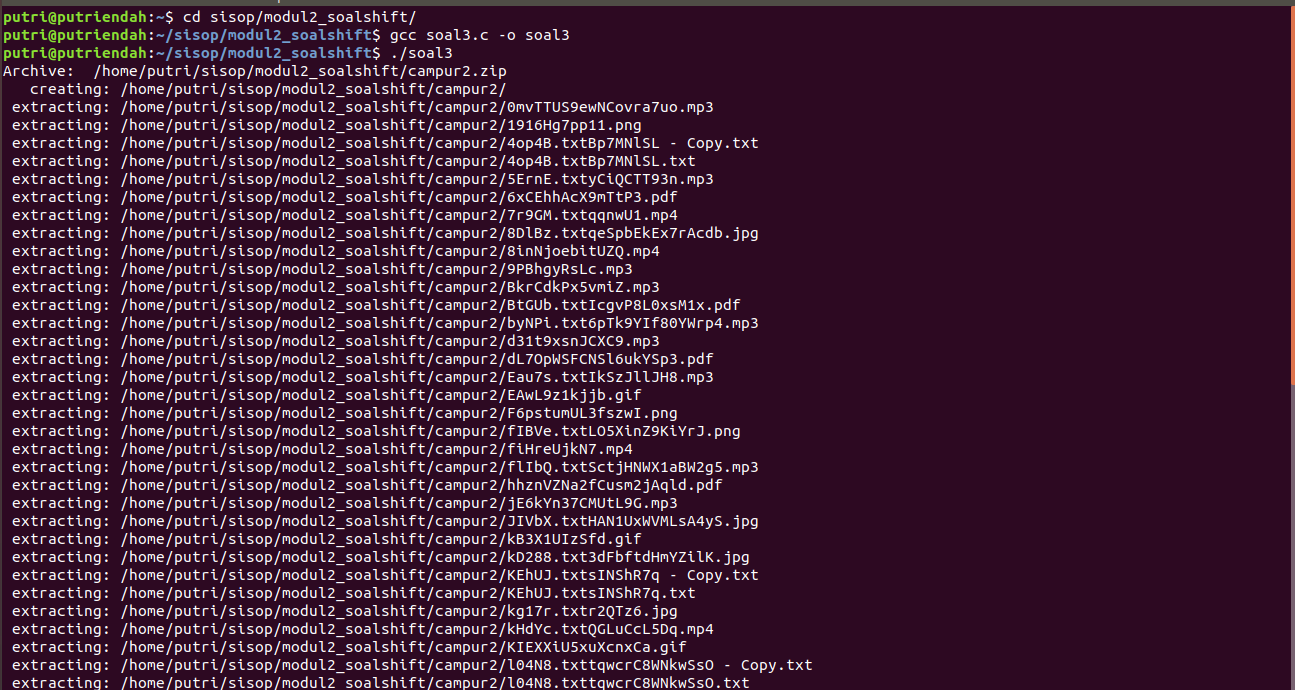 putri@putriendah:~$ cd sisop/modul2_soalshift/
putri@putriendah:~/sisop/modul2_soalshift$ gcc soal3.c -o soal3
putri@putriendah:~/sisop/modul2_soalshift$ ./soal3
Archive:  /home/putri/sisop/modul2_soalshift/campur2.zip
   creating: /home/putri/sisop/modul2_soalshift/campur2/
 extracting: /home/putri/sisop/modul2_soalshift/campur2/0mvTTUS9ewNCovra7uo.mp3
 extracting: /home/putri/sisop/modul2_soalshift/campur2/1916Hg7pp11.png
 extracting: /home/putri/sisop/modul2_soalshift/campur2/4op4B.txtBp7MNlSL - Copy.txt
 extracting: /home/putri/sisop/modul2_soalshift/campur2/4op4B.txtBp7MNlSL.txt
 extracting: /home/putri/sisop/modul2_soalshift/campur2/5ErnE.txtyCiQCTT93n.mp3
 extracting: /home/putri/sisop/modul2_soalshift/campur2/6xCEhhAcX9mTtP3.pdf
 extracting: /home/putri/sisop/modul2_soalshift/campur2/7r9GM.txtqqnwU1.mp4
 extracting: /home/putri/sisop/modul2_soalshift/campur2/8DlBz.txtqeSpbEkEx7rAcdb.jpg
 extracting: /home/putri/sisop/modul2_soalshift/campur2/8inNjoebitUZQ.mp4
 extracting: /home/putri/sisop/modul2_soalshift/campur2/9PBhgyRsLc.mp3
 extracting: /home/putri/sisop/modul2_soalshift/campur2/BkrCdkPx5vmiZ.mp3
 extracting: /home/putri/sisop/modul2_soalshift/campur2/BtGUb.txtIcgvP8L0xsM1x.pdf
 extracting: /home/putri/sisop/modul2_soalshift/campur2/byNPi.txt6pTk9YIf80YWrp4.mp3
 extracting: /home/putri/sisop/modul2_soalshift/campur2/d31t9xsnJCXC9.mp3
 extracting: /home/putri/sisop/modul2_soalshift/campur2/dL7OpWSFCNSl6ukYSp3.pdf
 extracting: /home/putri/sisop/modul2_soalshift/campur2/Eau7s.txtIkSzJllJH8.mp3
 extracting: /home/putri/sisop/modul2_soalshift/campur2/EAwL9z1kjjb.gif
 extracting: /home/putri/sisop/modul2_soalshift/campur2/F6pstumUL3fszwI.png
 extracting: /home/putri/sisop/modul2_soalshift/campur2/fIBVe.txtLO5XinZ9KiYrJ.png
 extracting: /home/putri/sisop/modul2_soalshift/campur2/fiHreUjkN7.mp4
 extracting: /home/putri/sisop/modul2_soalshift/campur2/flIbQ.txtSctjHNWX1aBW2g5.mp3
 extracting: /home/putri/sisop/modul2_soalshift/campur2/hhznVZNa2fCusm2jAqld.pdf
 extracting: /home/putri/sisop/modul2_soalshift/campur2/jE6kYn37CMUtL9G.mp3
 extracting: /home/putri/sisop/modul2_soalshift/campur2/JIVbX.txtHAN1UxWVMLsA4yS.jpg
 extracting: /home/putri/sisop/modul2_soalshift/campur2/kB3X1UIzSfd.gif
 extracting: /home/putri/sisop/modul2_soalshift/campur2/kD288.txt3dFbftdHmYZilK.jpg
 extracting: /home/putri/sisop/modul2_soalshift/campur2/KEhUJ.txtsINShR7q - Copy.txt
 extracting: /home/putri/sisop/modul2_soalshift/campur2/KEhUJ.txtsINShR7q.txt
 extracting: /home/putri/sisop/modul2_soalshift/campur2/kg17r.txtr2QTz6.jpg
 extracting: /home/putri/sisop/modul2_soalshift/campur2/kHdYc.txtQGLuCcL5Dq.mp4
 extracting: /home/putri/sisop/modul2_soalshift/campur2/KIEXXiU5xuXcnxCa.gif
 extracting: /home/putri/sisop/modul2_soalshift/campur2/l04N8.txttqwcrC8WNkwSsO - Copy.txt
 extracting: /home/putri/sisop/modul2_soalshift/campur2/l04N8.txttqwcrC8WNkwSsO.txt